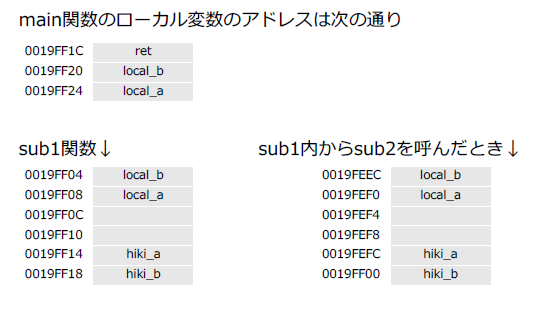 main関数のローカル変数のアドレスは次の通り
0019FF1C ret
0019FF20 local_b
0019FF24 local_a
sub1関数↓
0019FF04 local_b
0019FF08 local_a
0019FF0C
0019FF10
0019FF14 hiki_a
0019FF18 hiki_b
sub1内からsub2を呼んだとき↓
0019FEEC local_b
0019FEF0 local_a
0019FEF4
0019FEF8
0019FEFC hiki_a
0019FF00 hiki_b